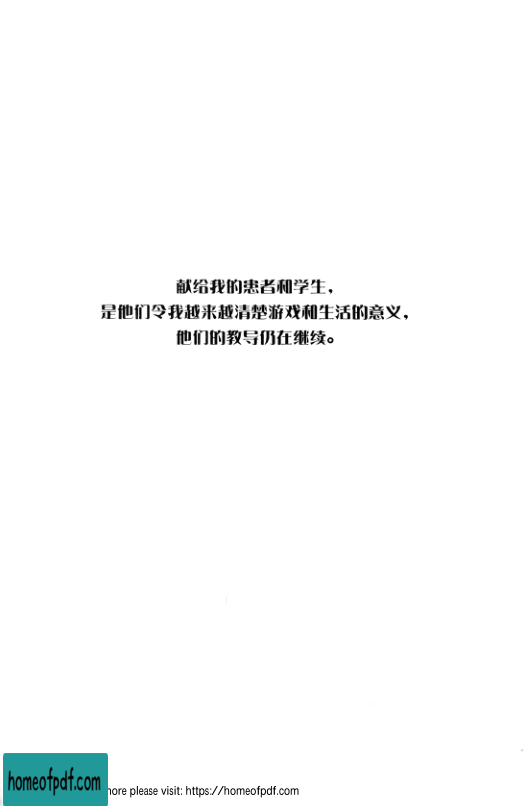 献给我的患者和学生，
是他们令我越来越清楚游戏和生活的意义，
他们的教导仍在继续。
homeofpdf.com
more please visit: https://homeofpdf.com